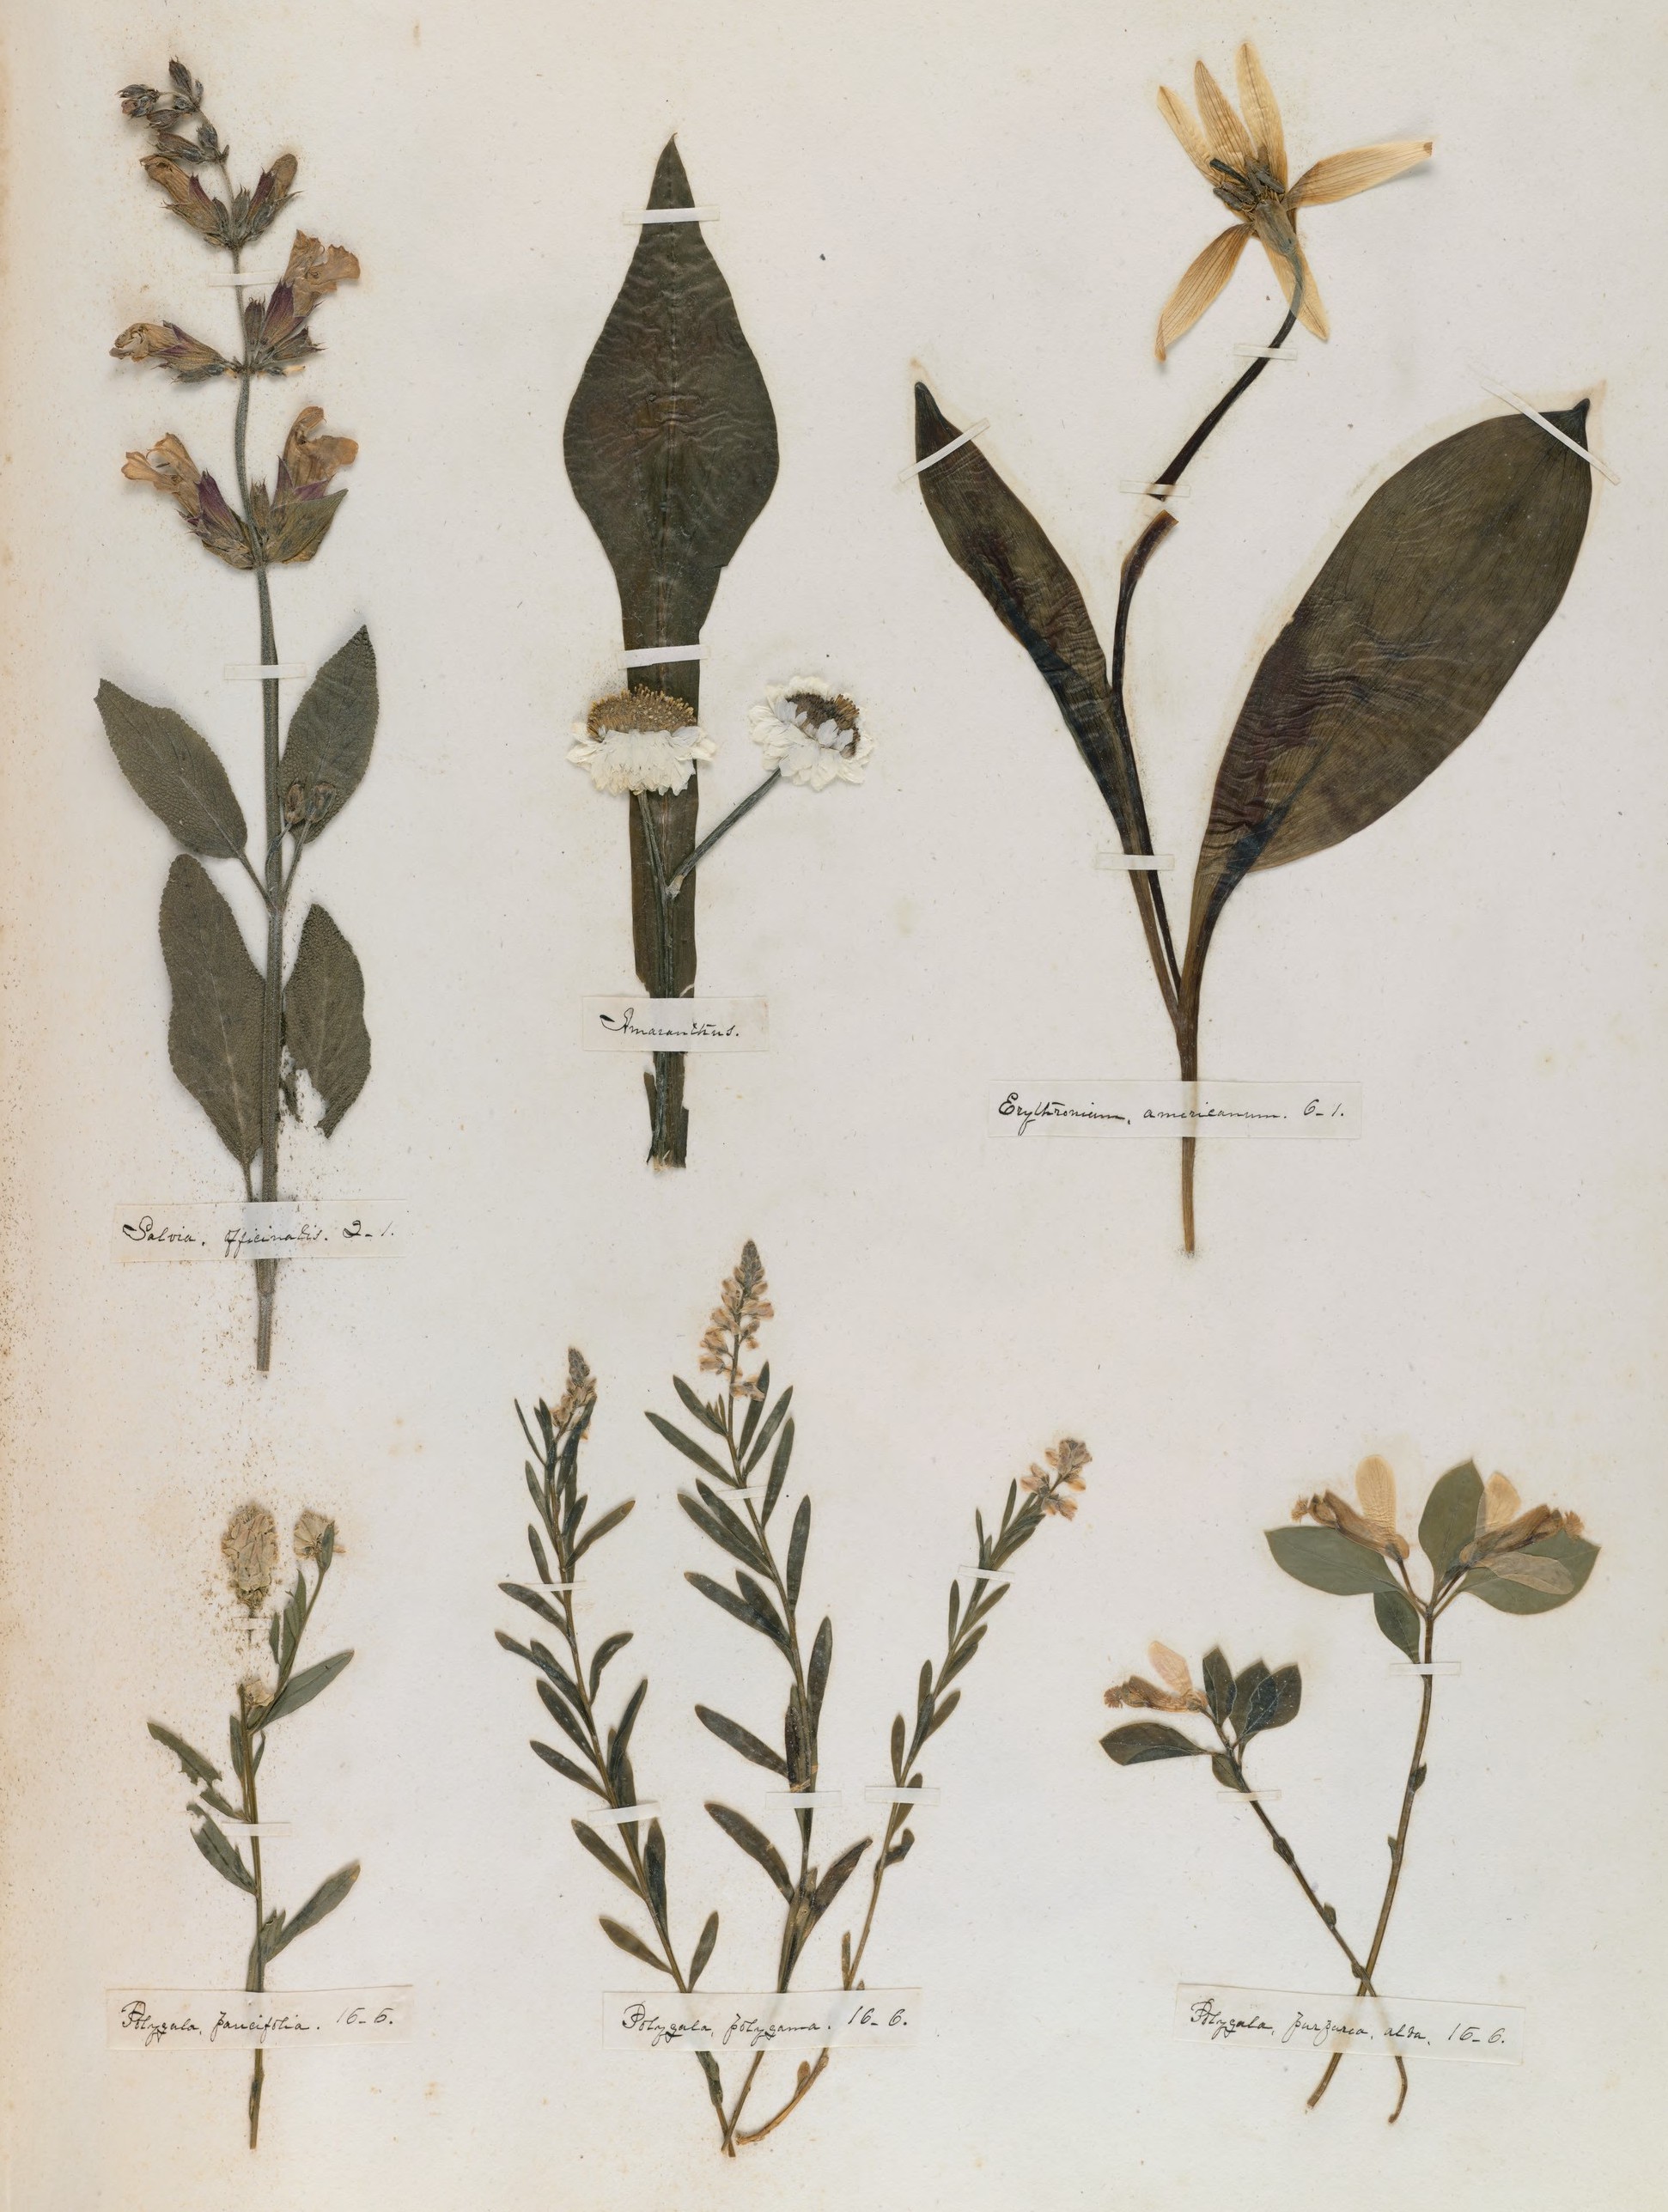 Amaranthus.
Erythronium, americanum. 6-1.
Salvia, officinalis. 2-1.
Polygala, paucifolia. 16-6.
Polygala, polygama. 16-6.
Polygala, purpurea, alba, 16-6.